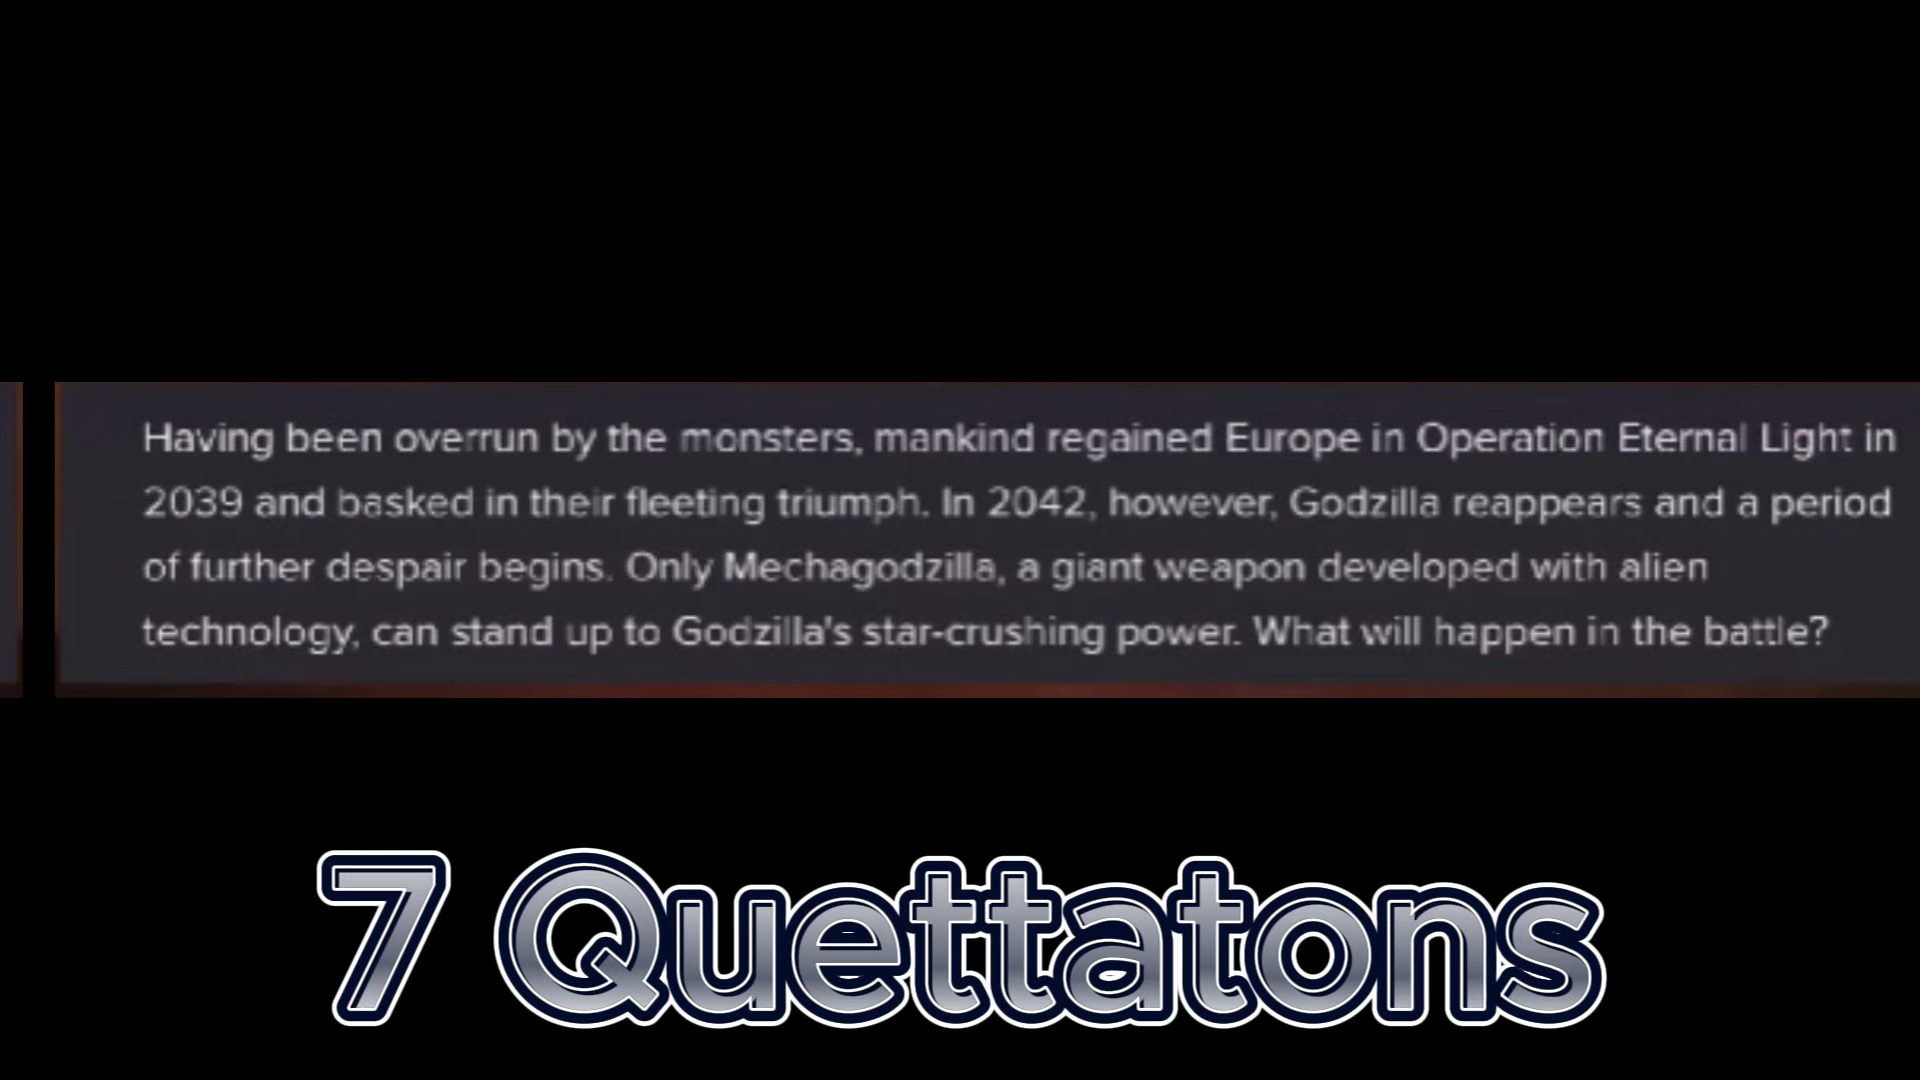 Having been overrun by the monsters, mankind regained Europe in Operation Eternal Light in
2039 and basked in their fleeting triumph. In 2042, however, Godzilla reappears and a period
of further despair begins. Only Mechagodzilla, a giant weapon developed with alien
technology, can stand up to Godzilla's star-crushing power. What will happen in the battle?
7 Quettatons